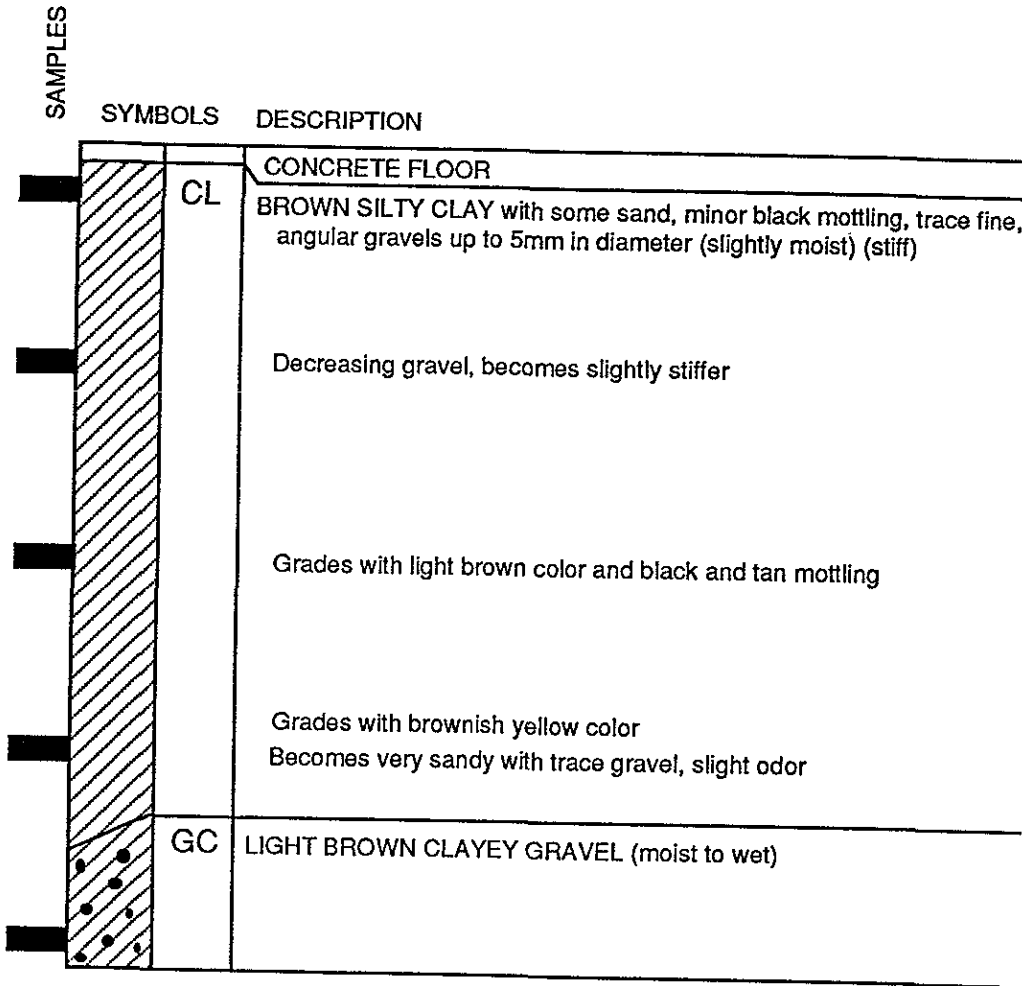 SAMPLES
SYMBOLS DESCRIPTION
CONCRETE FLOOR
CL
BROWN SILTY CLAY with some sand, minor black mottling, trace fine,
angular gravels up to 5mm in diameter (slightly moist) (stiff)
Decreasing gravel, becomes slightly stiffer
Grades with light brown color and black and tan mottling
Grades with brownish yellow color
Becomes very sandy with trace gravel, slight odor
GC LIGHT BROWN CLAYEY GRAVEL (moist to wet)